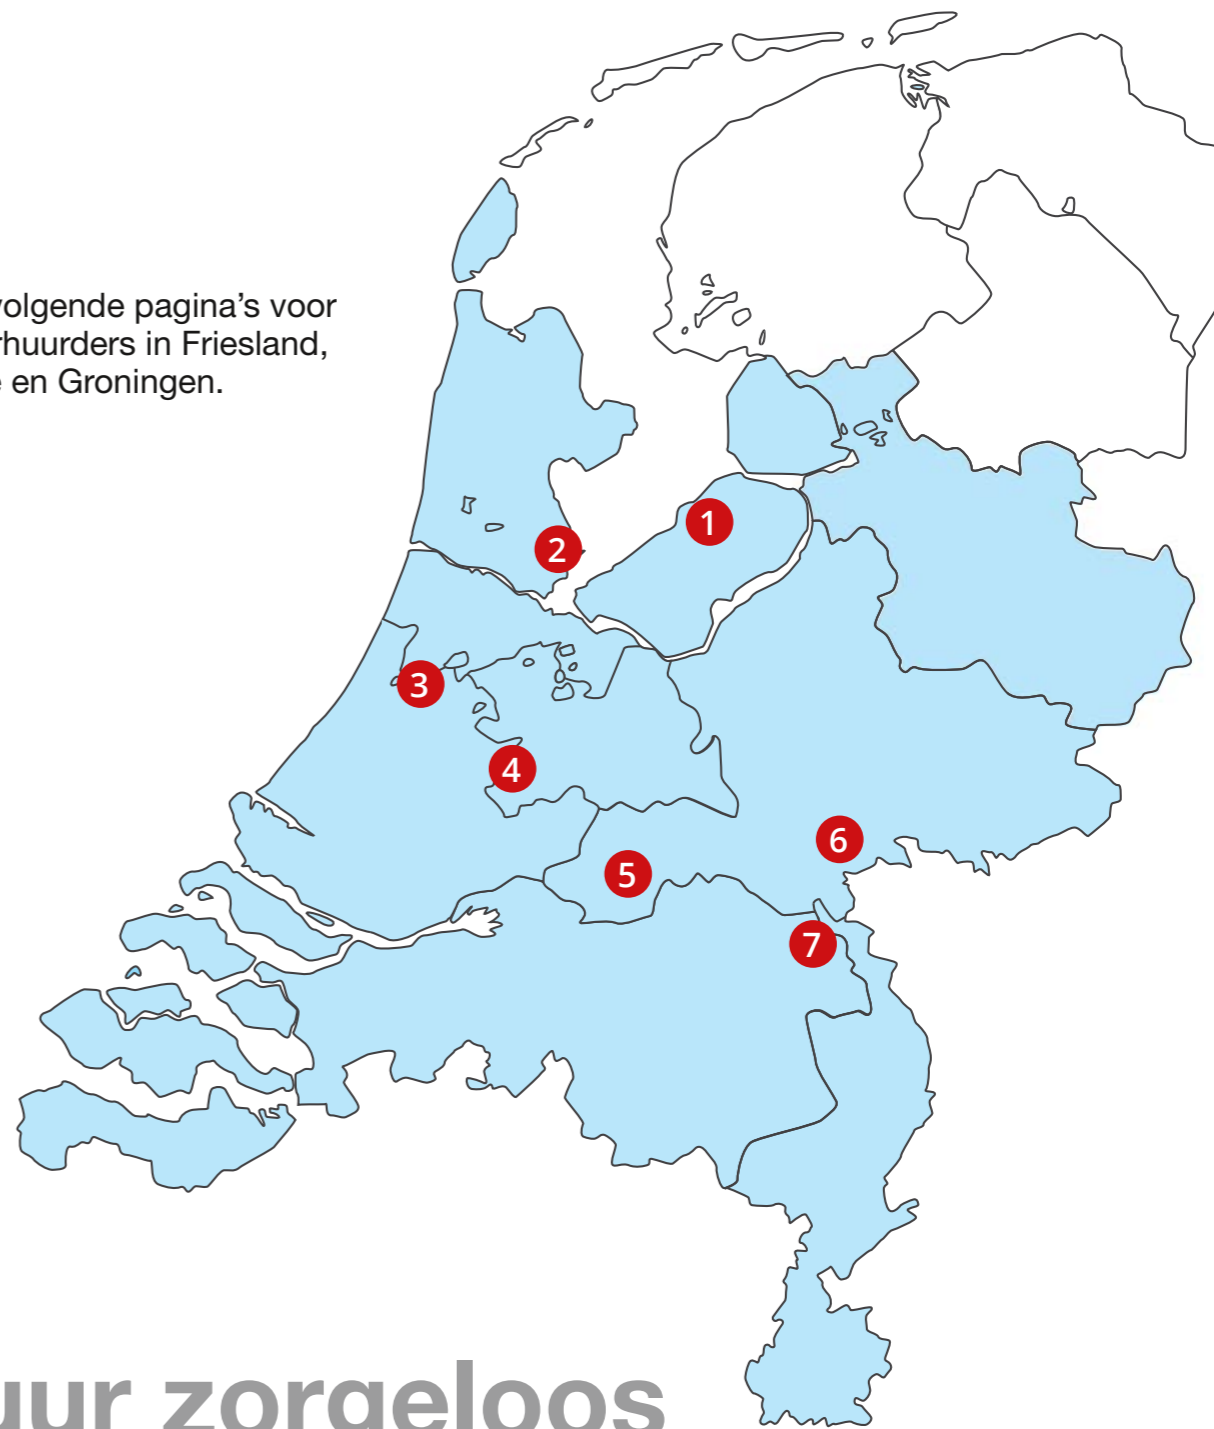 volgende pagina's voor
rhuurders in Friesland,
e en Groningen.
1
2
3
4
5
6
7
uur zorgeloos